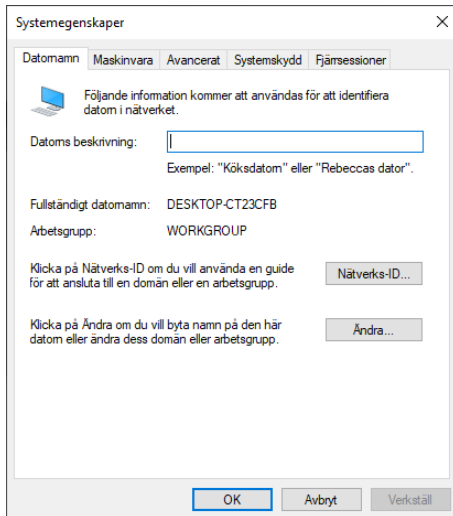 Systemegenskaper
Datornamn Maskinvara Avancerat Systemskydd Fjärrsessioner
Följande information kommer att användas för att identifiera
datorn i nätverket.
Datorns beskrivning:
Exempel: "Köksdatorn" eller "Rebeccas dator".
Fullständigt datornamn: DESKTOP-CT23CFB
Arbetsgrupp: WORKGROUP
Klicka på Nätverks-ID om du vill använda en guide
för att ansluta till en domän eller en arbetsgrupp.
Nätverks-ID...
Klicka på Ändra om du vill byta namn på den här
datorn eller ändra dess domän eller arbetsgrupp.
Ändra...
OK Avbryt Verkställ